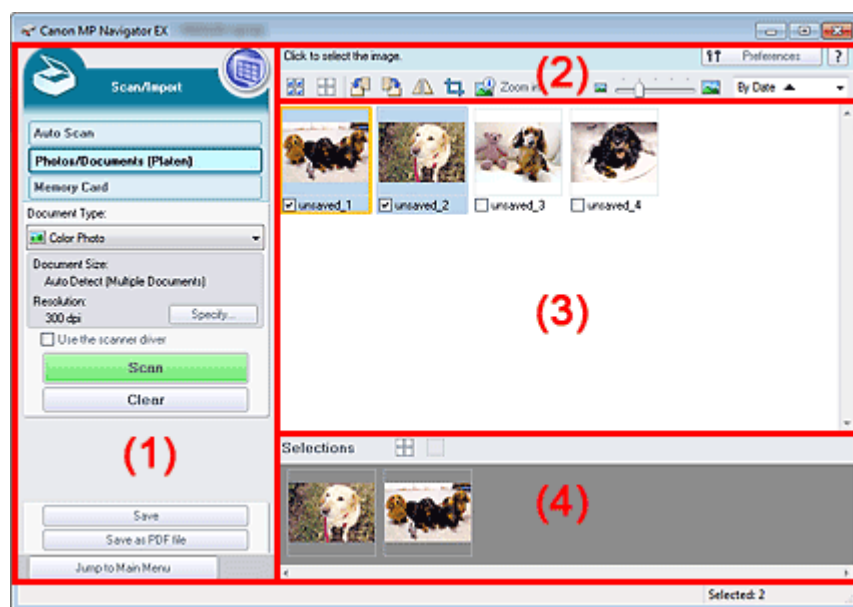 Canon MP Navigator EX
Scan/Import
Auto Scan
Photos/Documents (Platen)
Memory Card
Document Type:
Color Photo
Document Size:
Auto Detect (Multiple Documents)
Resolution:
300 dpi
Specify...
Use the scanner driver
Scan
Clear
(1)
Save
Save as PDF file
Jump to Main Menu
Click to select the image.
Preferences
?
Zoom in
(2)
By Date
unsaved_1
unsaved_2
unsaved_3
unsaved_4
(3)
Selections
(4)
Selected: 2